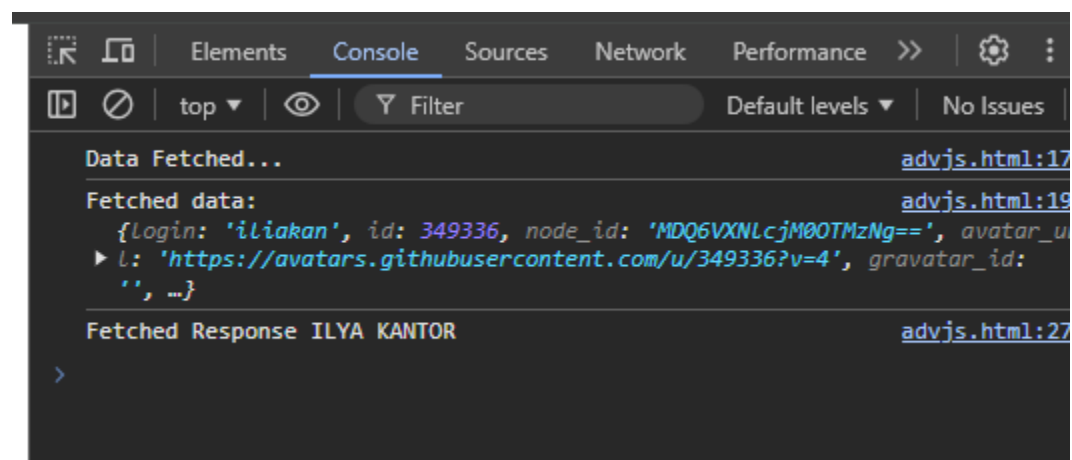 Elements Console Sources Network Performance
top Filter Default levels No Issues
Data Fetched... advjs.html:17
Fetched data: advjs.html:19
{login: 'iliakan', id: 349336, node_id: 'MDQ6VXNlcjM0OTMzNg==', avatar_ur
l: 'https://avatars.githubusercontent.com/u/349336?v=4', gravatar_id:
'', …}
Fetched Response ILYA KANTOR advjs.html:27